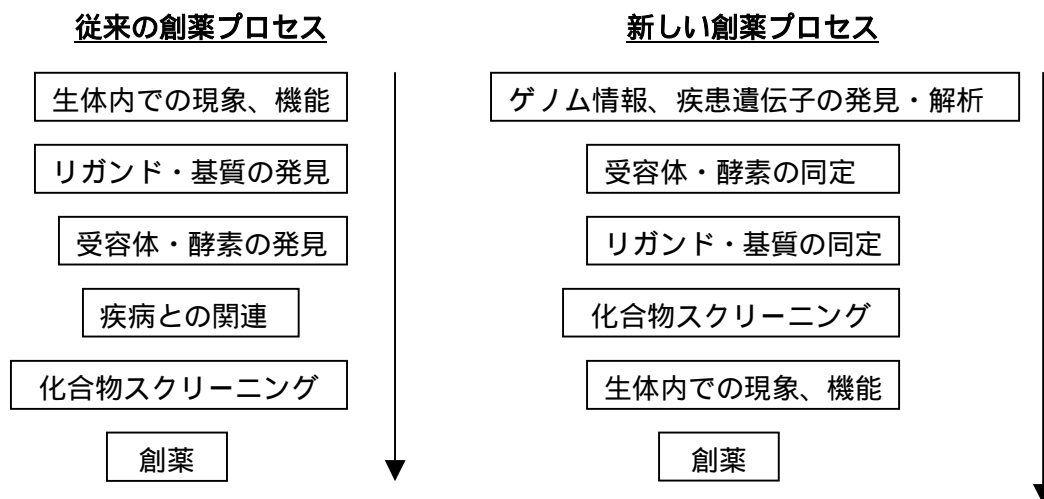 従来の創薬プロセス
生体内での現象、機能
リガンド・基質の発見
受容体・酵素の発見
疾病との関連
化合物スクリーニング
創薬
新しい創薬プロセス
ゲノム情報、疾患遺伝子の発見・解析
受容体・酵素の同定
リガンド・基質の同定
化合物スクリーニング
生体内での現象、機能
創薬